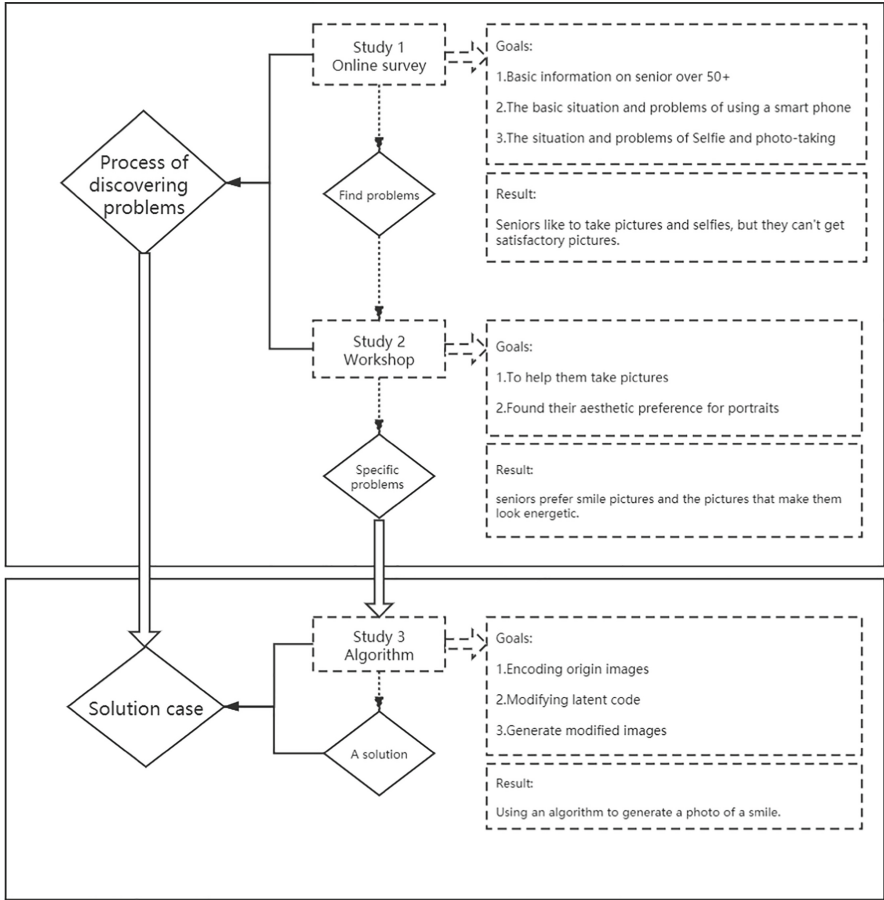 Study 1
Online survey
Goals:
1.Basic information on senior over 50+
2.The basic situation and problems of using a smart phone
3.The situation and problems of Selfie and photo-taking
Process of
discovering
problems
Find problems
Result:
Seniors like to take pictures and selfies, but they can't get
satisfactory pictures.
Study 2
Workshop
Goals:
1.To help them take pictures
2.Found their aesthetic preference for portraits
Specific
problems
Result:
seniors prefer smile pictures and the pictures that make them
look energetic.
Study 3
Algorithm
Goals:
1.Encoding origin images
2.Modifying latent code
3.Generate modified images
Solution case
A solution
Result:
Using an algorithm to generate a photo of a smile.